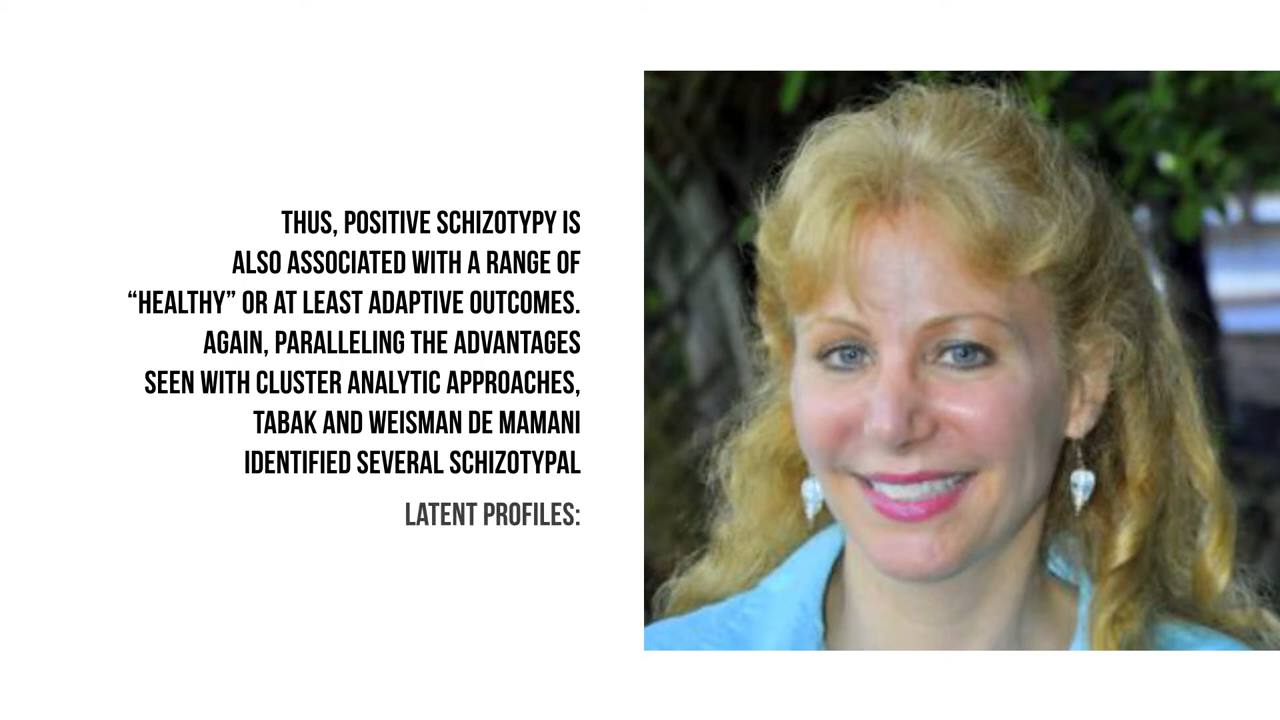 THUS, POSITIVE SCHIZOTYPY IS
ALSO ASSOCIATED WITH A RANGE OF
“HEALTHY” OR AT LEAST ADAPTIVE OUTCOMES.
AGAIN, PARALLELING THE ADVANTAGES
SEEN WITH CLUSTER ANALYTIC APPROACHES,
TABAK AND WEISMAN DE MAMANI
IDENTIFIED SEVERAL SCHIZOTYPAL
LATENT PROFILES: